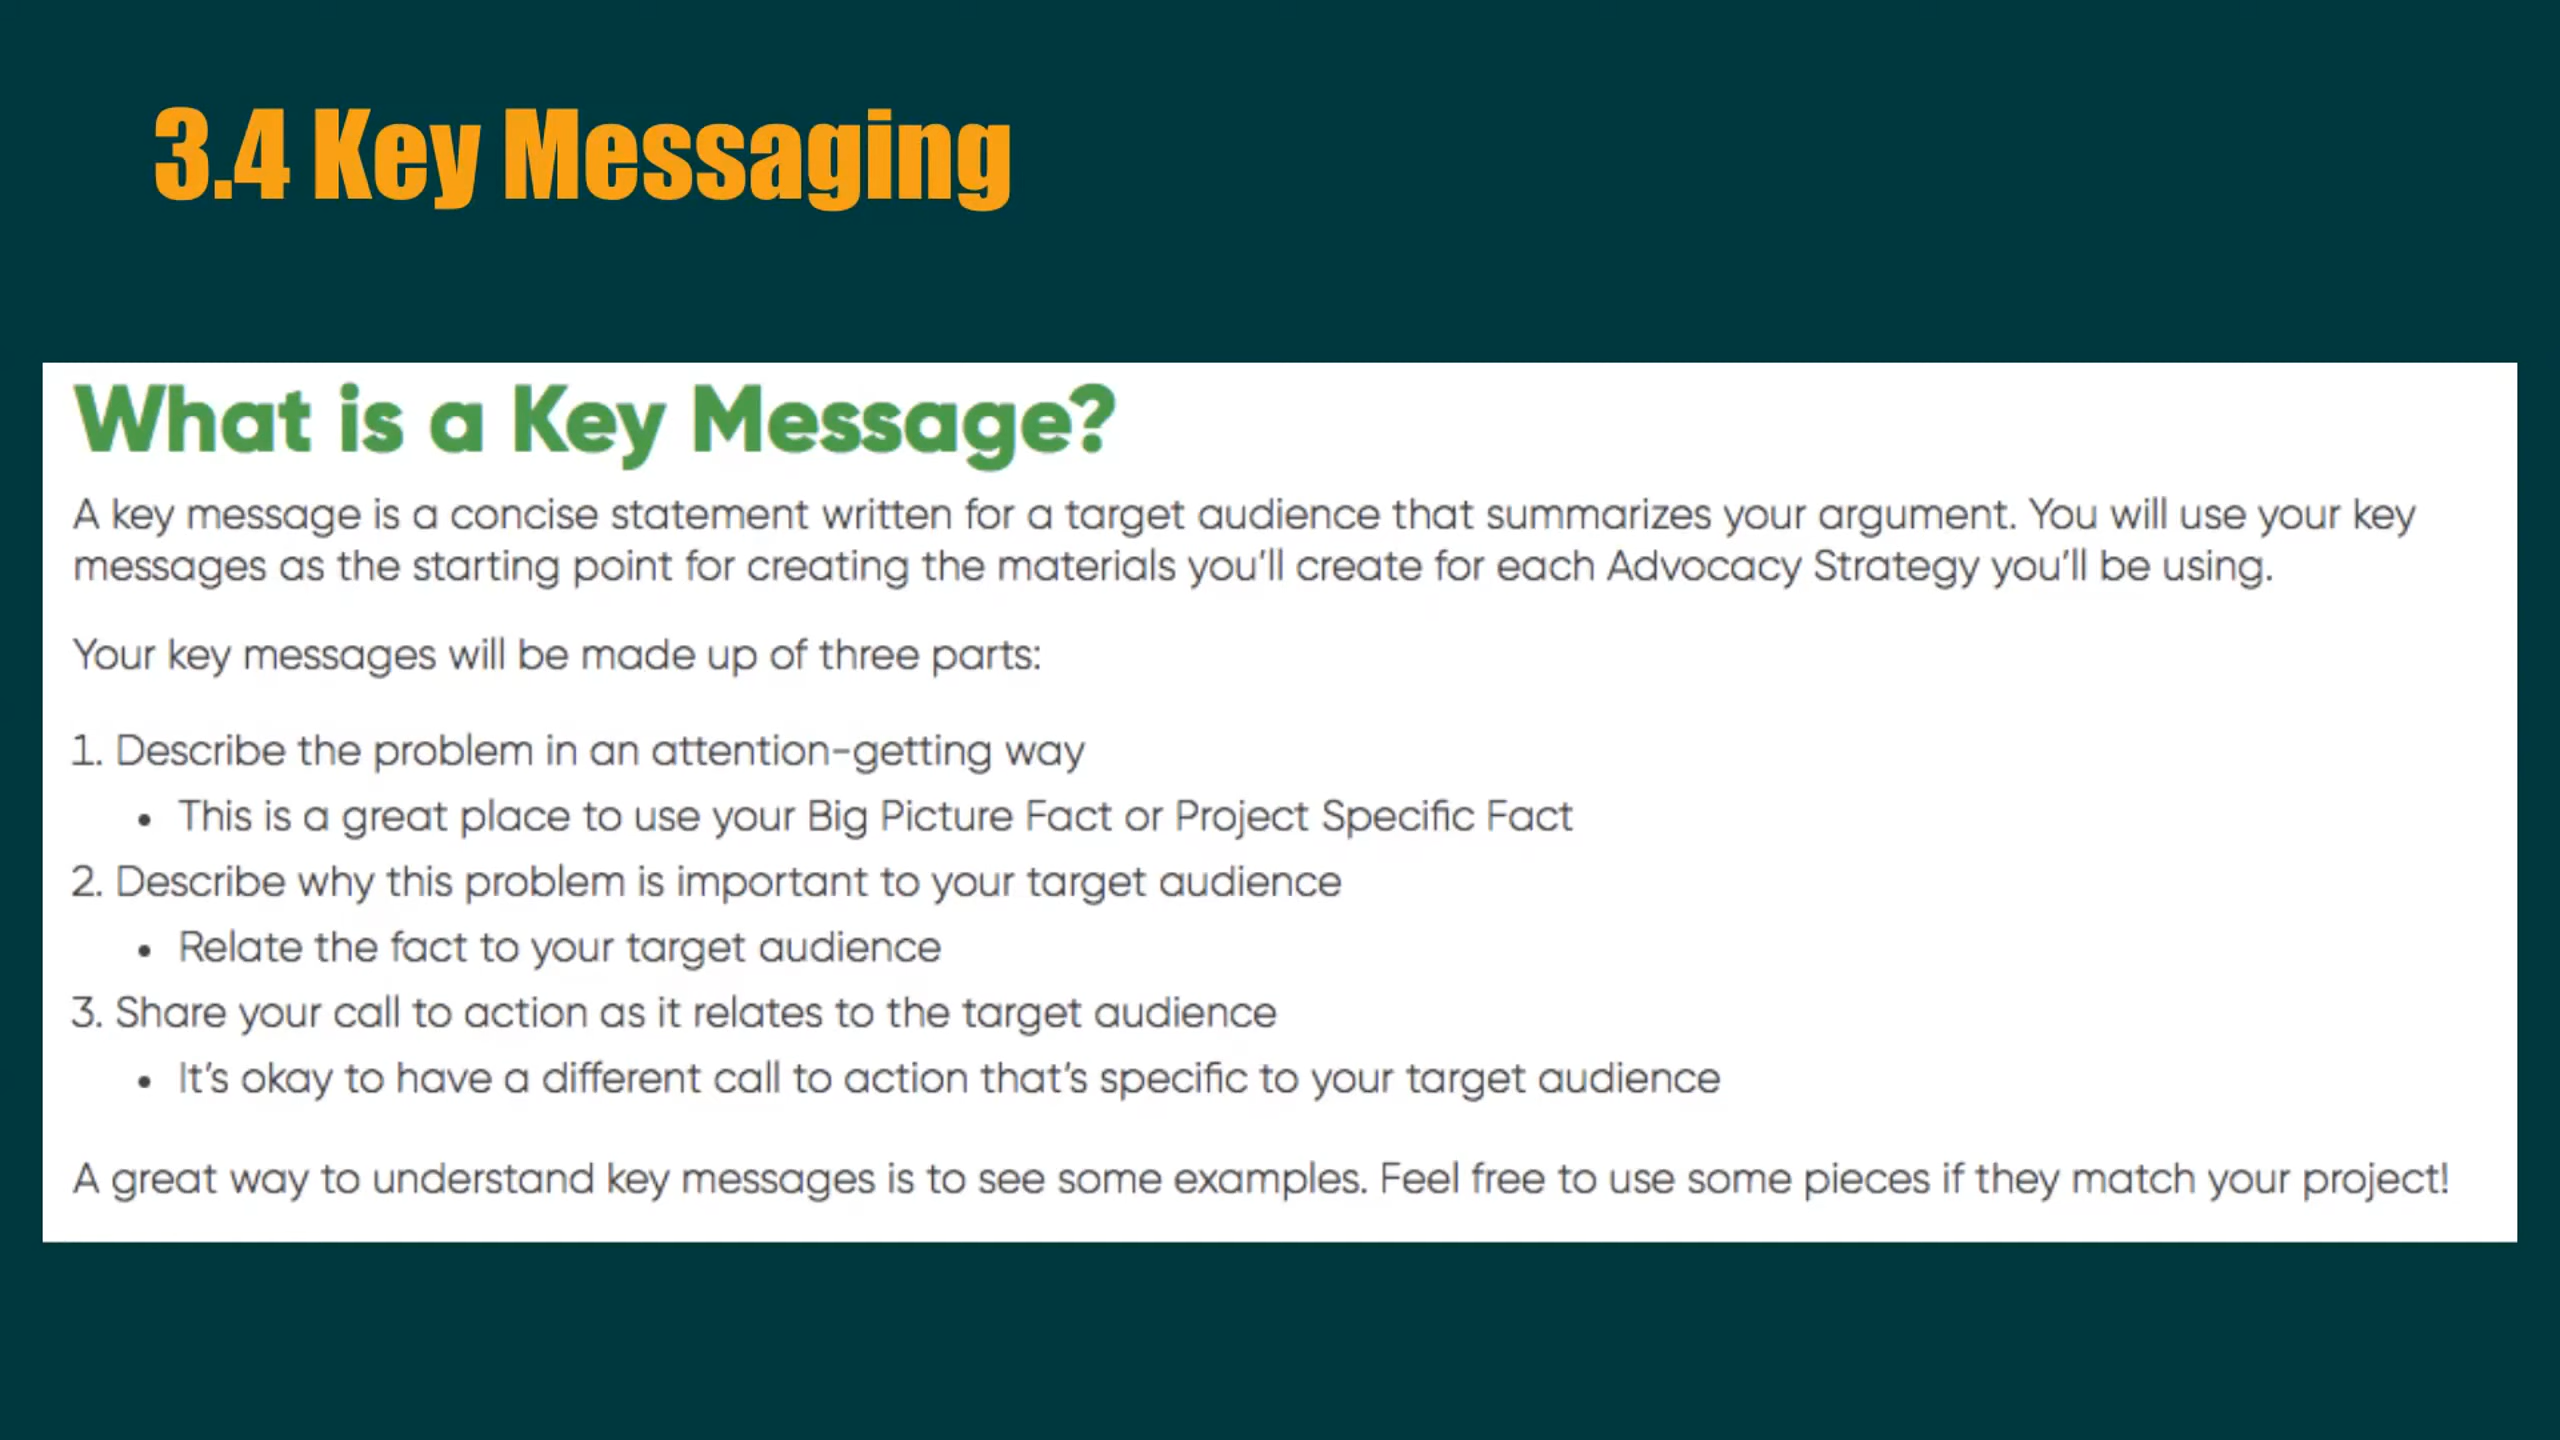 3.4 Key Messaging
What is a Key Message?
A key message is a concise statement written for a target audience that summarizes your argument. You will use your key
messages as the starting point for creating the materials you'll create for each Advocacy Strategy you'll be using.
Your key messages will be made up of three parts:
1. Describe the problem in an attention-getting way
• This is a great place to use your Big Picture Fact or Project Specific Fact
2. Describe why this problem is important to your target audience
• Relate the fact to your target audience
3. Share your call to action as it relates to the target audience
• It's okay to have a different call to action that's specific to your target audience
A great way to understand key messages is to see some examples. Feel free to use some pieces if they match your project!